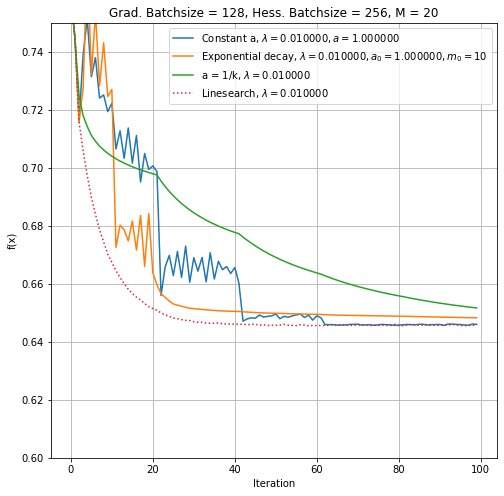 Grad. Batchsize = 128, Hess. Batchsize = 256, M = 20
Constant a, λ = 0.010000, a = 1.000000
Exponential decay, λ = 0.010000, a₀ = 1.000000, m₀ = 10
a = 1/k, λ = 0.010000
Linesearch, λ = 0.010000
f(x)
0.74
0.72
0.70
0.68
0.66
0.64
0.62
0.60
0 20 40 60 80 100
Iteration